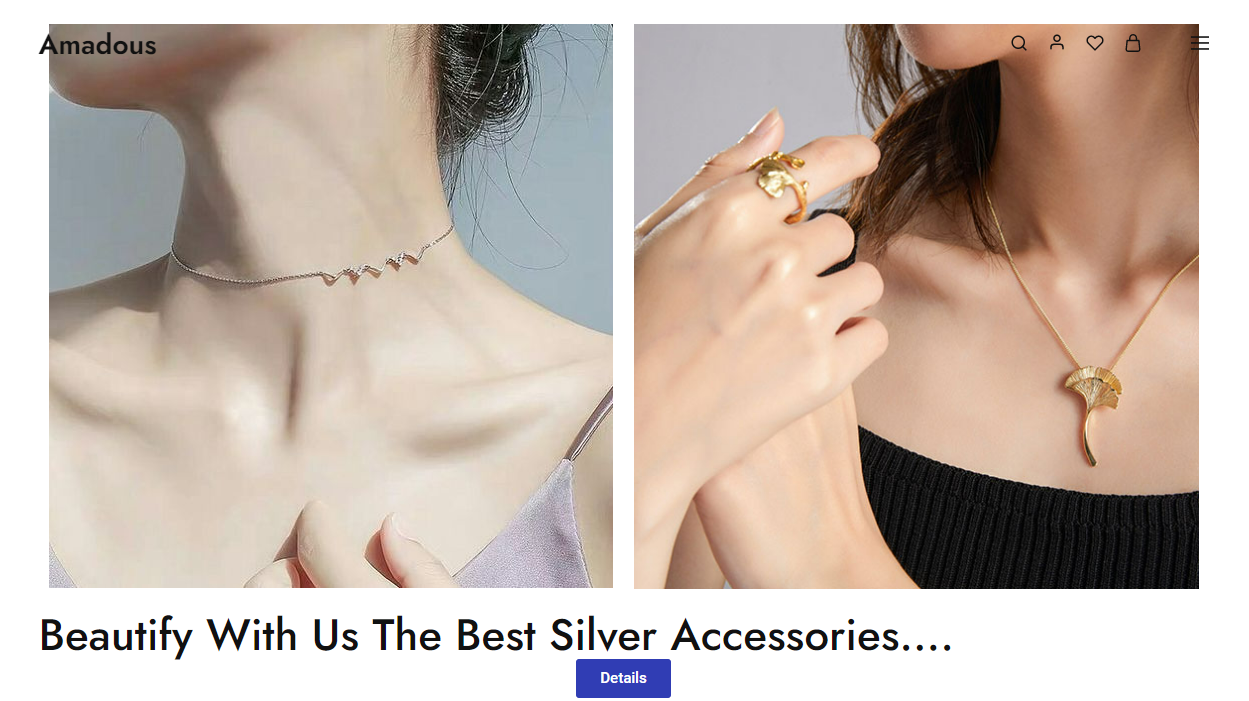 Amadous
Beautify With Us The Best Silver Accessories....
Details